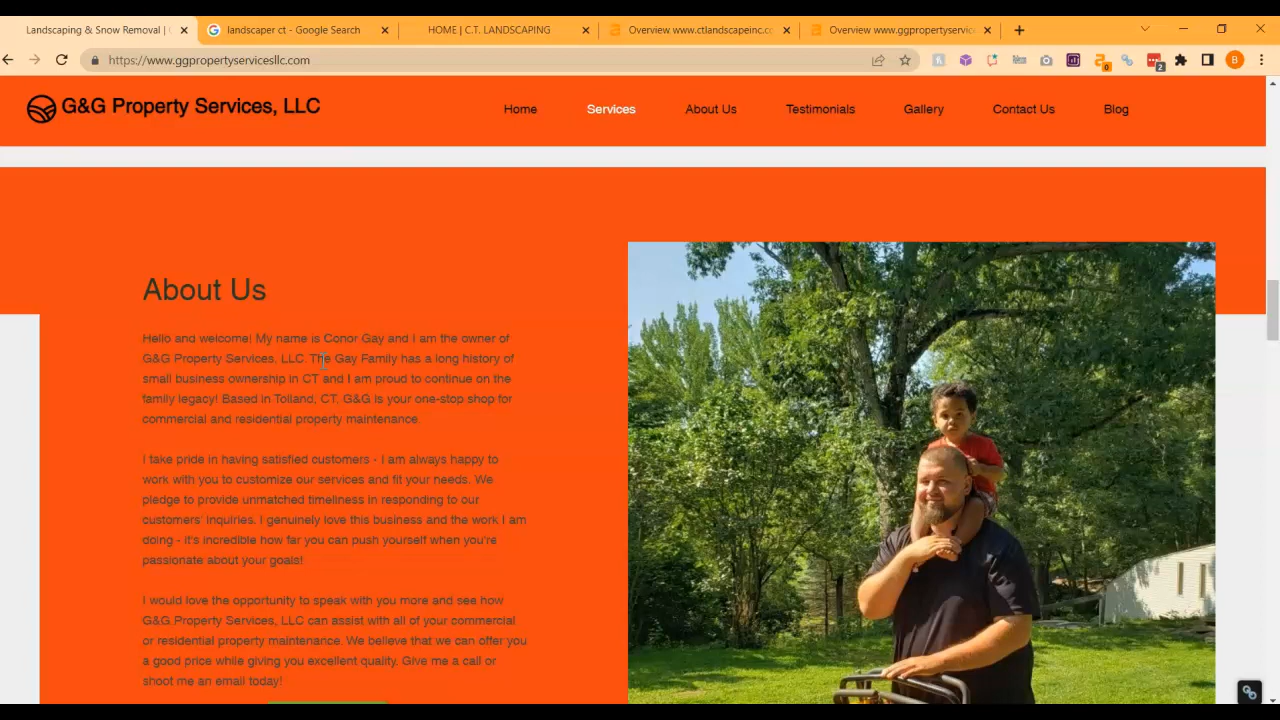 Landscaping & Snow Removal |
landscaper ct - Google Search
HOME | C.T. LANDSCAPING
Overview www.ctlandscapeinc.c
Overview www.ggpropertyservic
https://www.ggpropertyservicesllc.com
0
2
B
G&G Property Services, LLC
Home
Services
About Us
Testimonials
Gallery
Contact Us
Blog
About Us
Hello and welcome! My name is Conor Gay and I am the owner of
G&G Property Services, LLC. The Gay Family has a long history of
small business ownership in CT and I am proud to continue on the
family legacy! Based in Tolland, CT, G&G is your one-stop shop for
commercial and residential property maintenance.
I take pride in having satisfied customers - I am always happy to
work with you to customize our services and fit your needs. We
pledge to provide unmatched timeliness in responding to our
customers' inquiries. I genuinely love this business and the work I am
doing - it's incredible how far you can push yourself when you're
passionate about your goals!
I would love the opportunity to speak with you more and see how
G&G Property Services, LLC can assist with all of your commercial
or residential property maintenance. We believe that we can offer you
a good price while giving you excellent quality. Give me a call or
shoot me an email today!